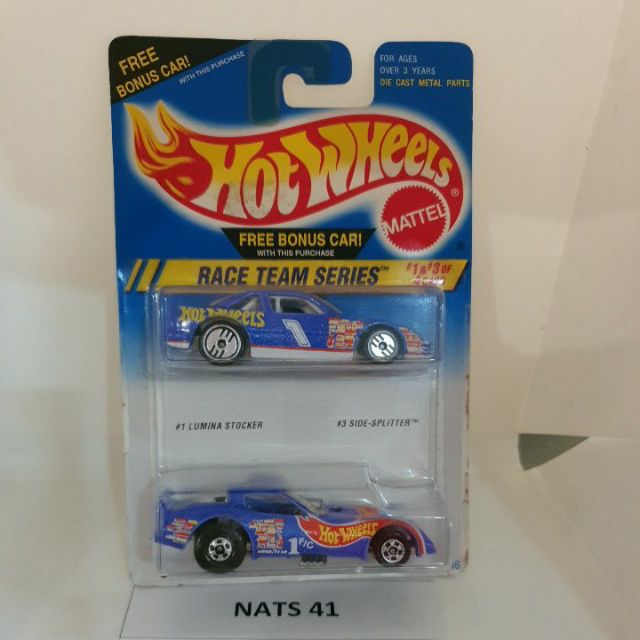 FREE
BONUS CAR!
WITH THIS PURCHASE
FOR AGES
OVER 3 YEARS
DIE CAST METAL PARTS
HOT WHEELS ®
MATTEL
FREE BONUS CAR!
WITH THIS PURCHASE
RACE TEAM SERIES™
#1 & #3 OF
HOT WHEELS
1
#1 LUMINA STOCKER
#3 SIDE-SPLITTER™
HOT WHEELS
1 F/C
GOODYEAR
NATS 41